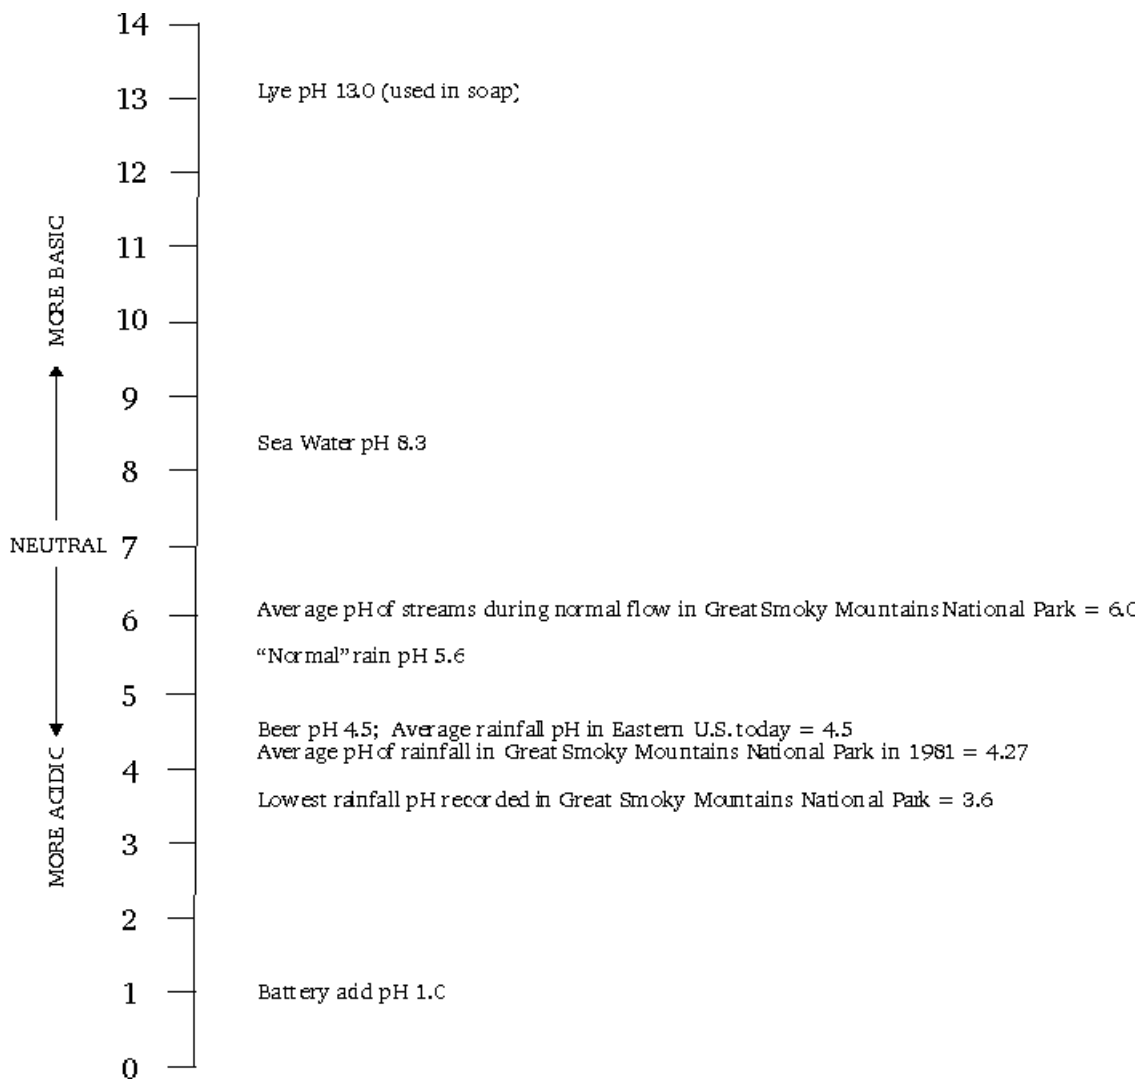 14
Lye pH 13.0 (used in soap)
13
12
MORE BASIC
11
10
9
Sea Water pH 8.3
8
NEUTRAL 7
Average pH of streams during normal flow in Great Smoky Mountains National Park = 6.0
6
"Normal" rain pH 5.6
5
Beer pH 4.5; Average rainfall pH in Eastern U.S. today = 4.5
Average pH of rainfall in Great Smoky Mountains National Park in 1981 = 4.27
4
MORE ACIDIC
Lowest rainfall pH recorded in Great Smoky Mountains National Park = 3.6
3
2
Battery acid pH 1.0
1
0